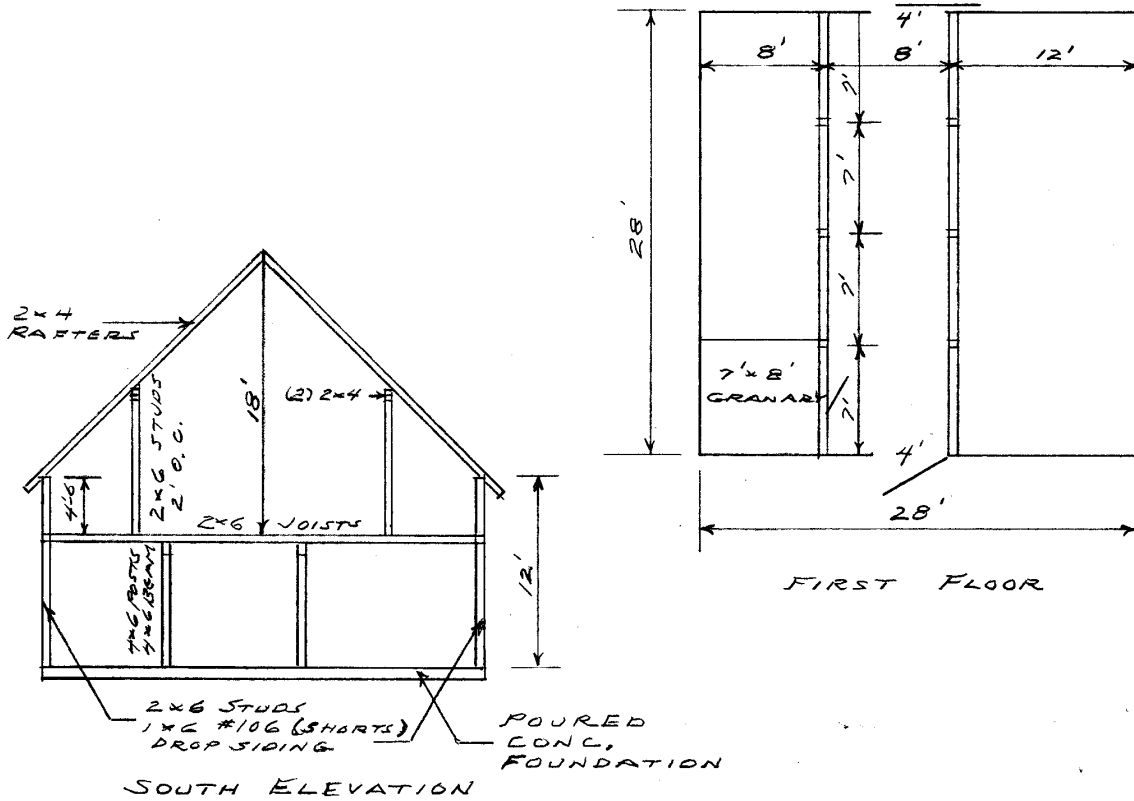 4'
8'
8'
12'
7'
7'
7'
7'
28'
7'x8'
GRANARY
4'
28'
FIRST FLOOR
2x4
RAFTERS
2x6 STUDS
2' O.C.
18'
(2) 2x4
4'-6
2x6 JOISTS
4x6 POSTS
4x6 BEAM
12'
2x6 STUDS
1x6 #106 (SHORTS)
DROP SIDING
POURED
CONC.
FOUNDATION
SOUTH ELEVATION